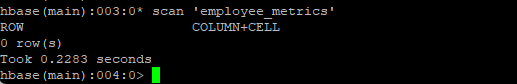 hbase(main):003:0* scan 'employee_metrics'
ROW                          COLUMN+CELL
0 row(s)
Took 0.2283 seconds
hbase(main):004:0>